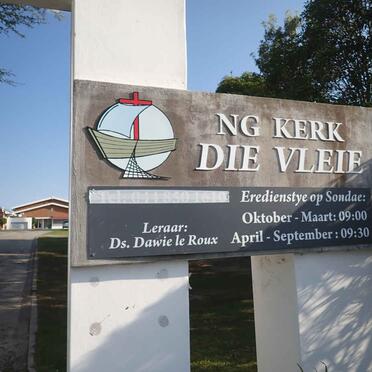 NG KERK
DIE VLEIE
Eredienstye op Sondae:
Oktober - Maart: 09:00
April - September : 09:30
Leraar:
Ds. Dawie le Roux